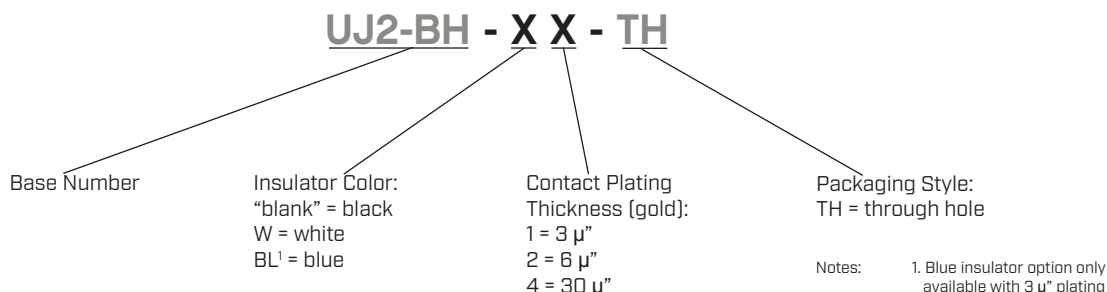 UJ2-BH - X X - TH
Base Number
Insulator Color:
“blank” = black
W = white
BL¹ = blue
Contact Plating
Thickness (gold):
1 = 3 µ”
2 = 6 µ”
4 = 30 µ”
Packaging Style:
TH = through hole
Notes: 1. Blue insulator option only
available with 3 µ” plating